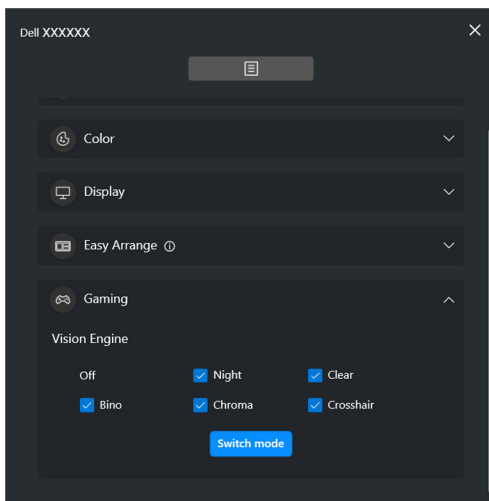 Dell XXXXXX
Color
Display
Easy Arrange
Gaming
Vision Engine
Off Night Clear
Bino Chroma Crosshair
Switch mode